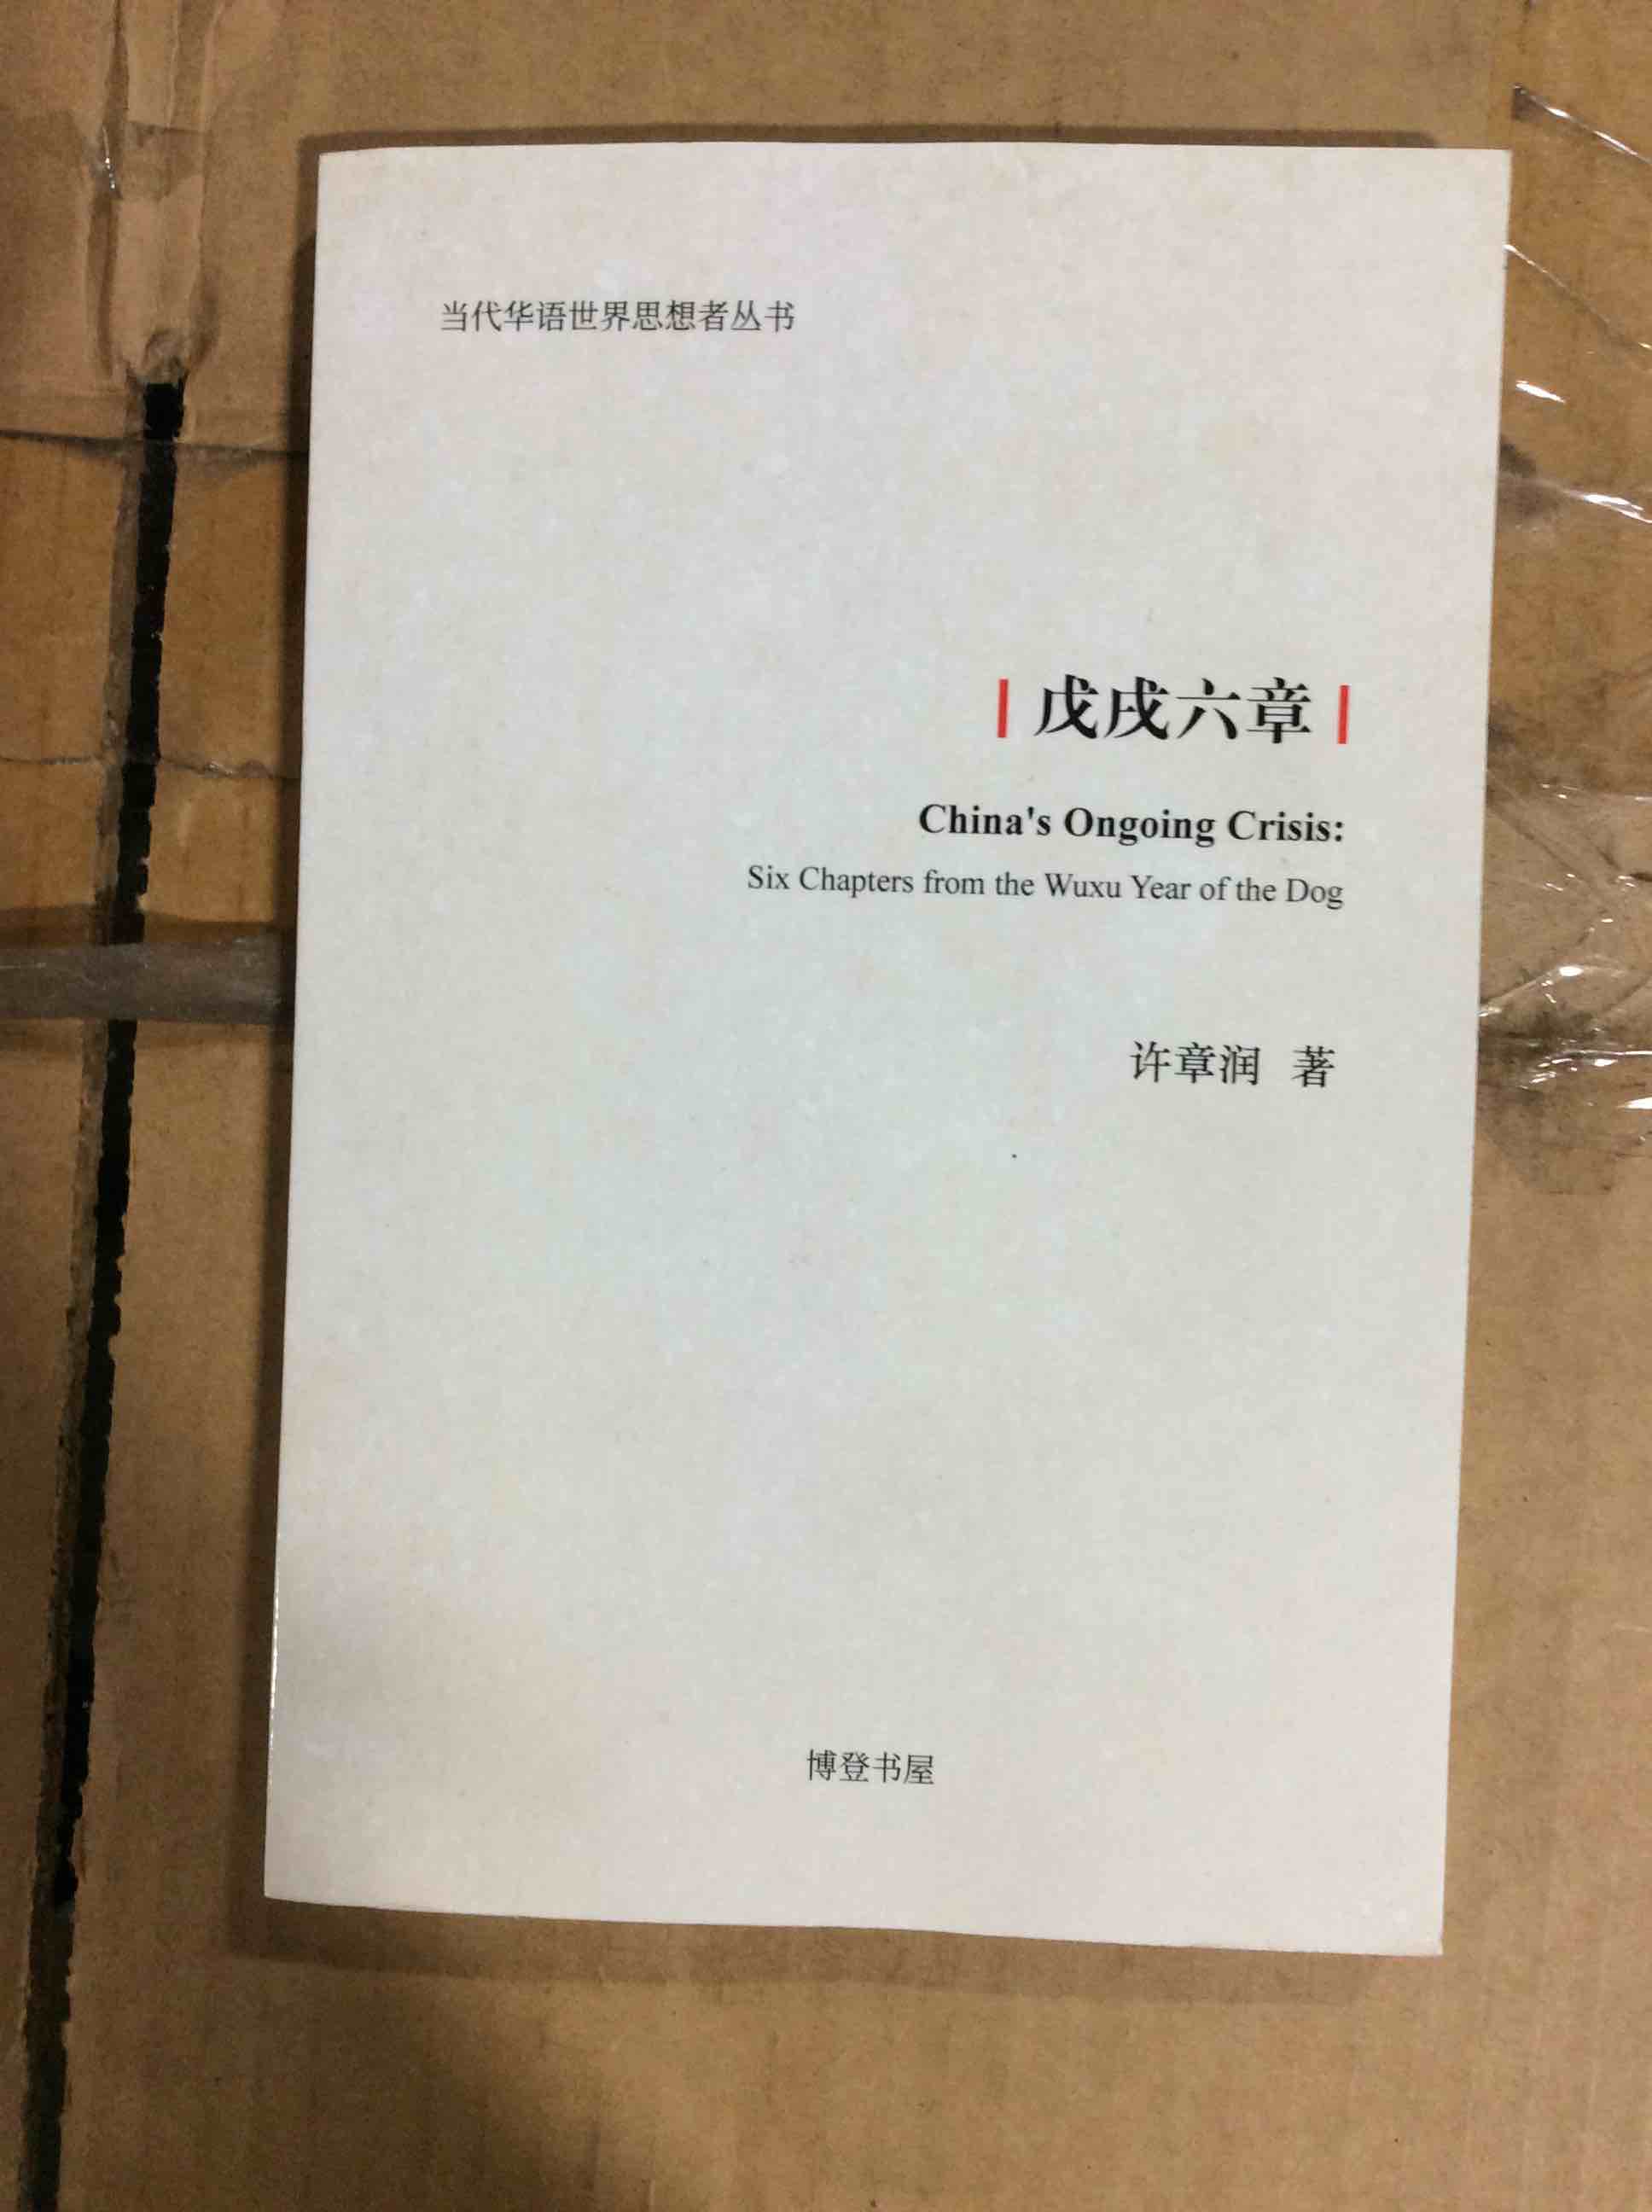 当代华语世界思想者丛书
戊戌六章
China's Ongoing Crisis:
Six Chapters from the Wuxu Year of the Dog
许章润 著
博登书屋